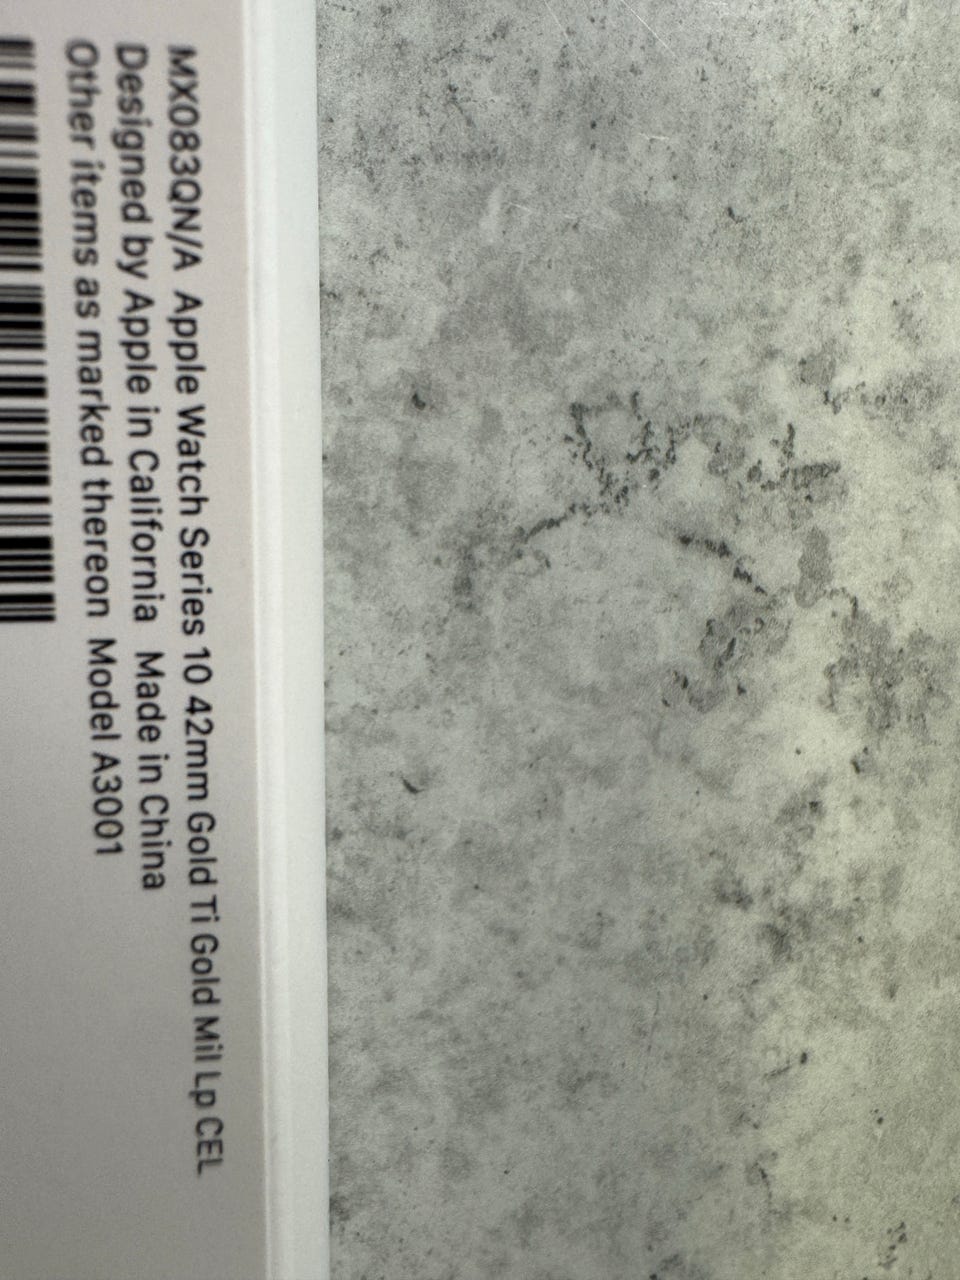 MX083QN/A Apple Watch Series 10 42mm Gold Ti Gold Mil Lp CEL
Designed by Apple in California Made in China
Other items as marked thereon Model A3001